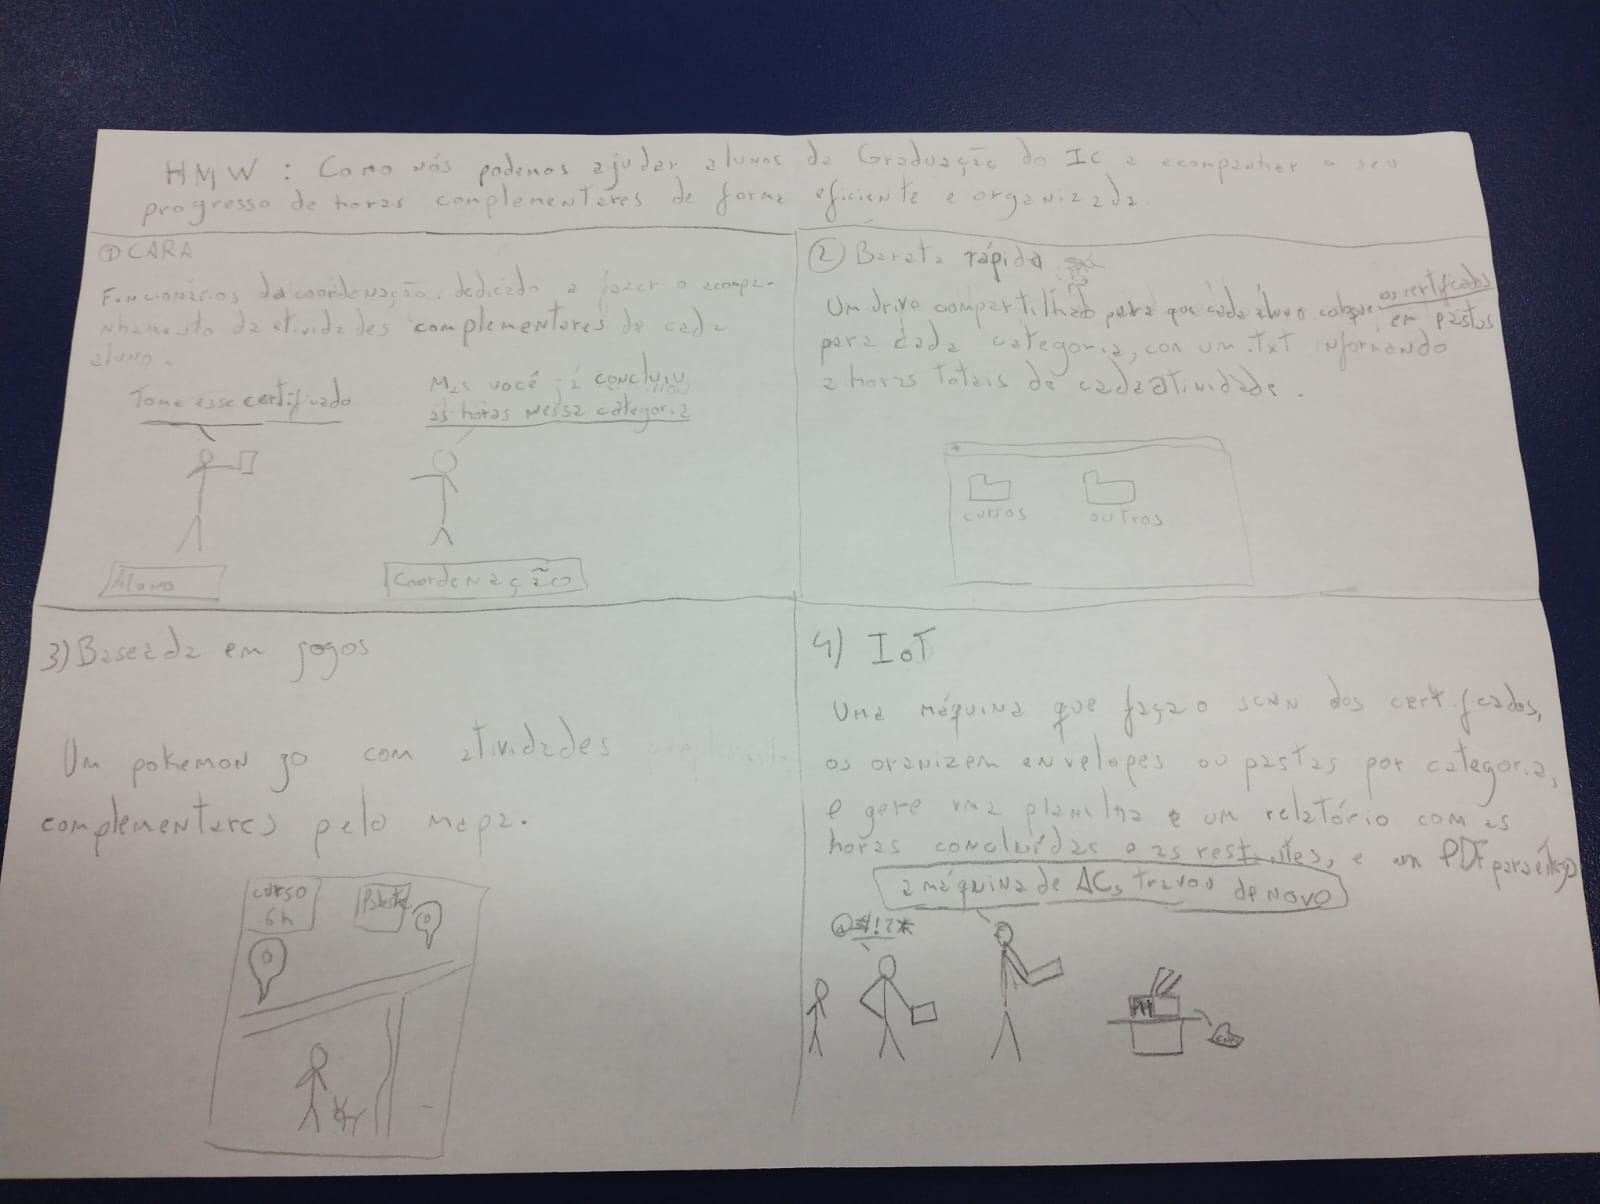 HMW : Como nós podemos ajudar alunos da Graduação do IC a acompanhar o seu
progresso de horas complementares de forma eficiente e organizada.
① CARA
Funcionários da coordenação, dedicado a fazer o acompa-
nhamento da atividades complementares de cada
aluno.
Tome esse certificado
Mas você já concluiu
as horas nessa categoria
Aluno
Coordenação
② Barata rápida
Um drive compartilhado para que cada aluno coloque os certificados
em pastas
para cada categoria, con um .txt informando
a horas totais de cada atividade.
cursos
outros
3) Baseada em jogos
Um pokemon go com atividades
complementares pelo mapa.
curso
6h
Palestra
4) IoT
Uma máquina que faça o scan dos certificados,
os oranizem envelopes ou pastas por categoria,
e gere uma planilha e um relatório com as
horas concluídas e as restantes, e um PDF para
a máquina de ACs travou de novo
@#!?*